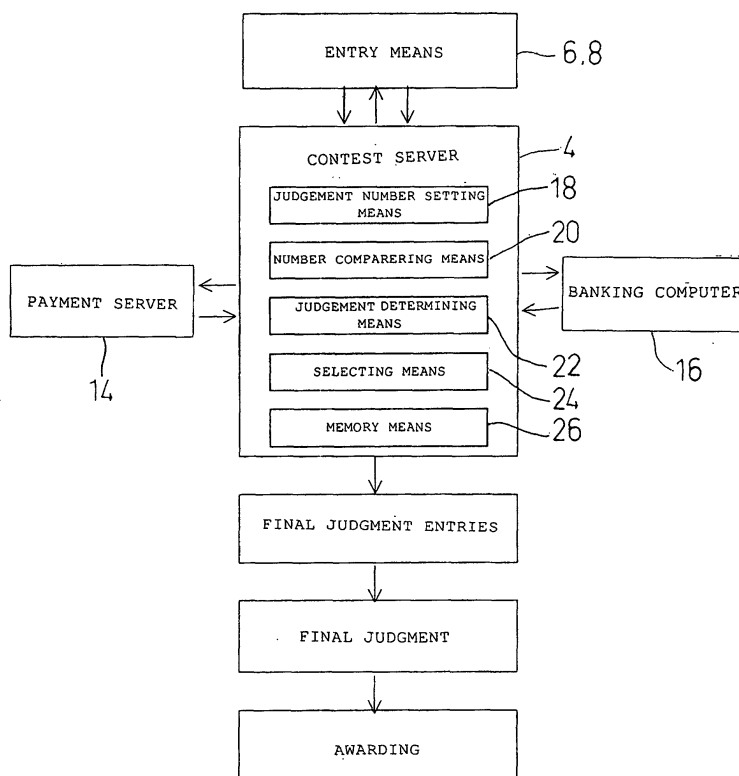 ENTRY MEANS
6,8
CONTEST SERVER
4
JUDGEMENT NUMBER SETTING
MEANS
18
NUMBER COMPARERING MEANS
20
PAYMENT SERVER
14
BANKING COMPUTER
16
JUDGEMENT DETERMINING
MEANS
22
SELECTING MEANS
24
MEMORY MEANS
26
FINAL JUDGMENT ENTRIES
FINAL JUDGMENT
AWARDING